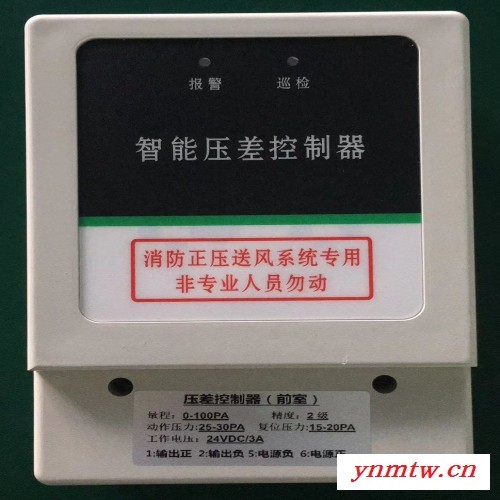 报警 巡检
智能压差控制器
消防正压送风系统专用
非专业人员勿动
压差控制器(前室)
量程:0-100PA 精度:2级
动作压力:25-30PA 复位压力:15-20PA
工作电压:24VDC/3A
1:输出正 2:输出负 5:电源负 6:电源正
ynmtw.cn